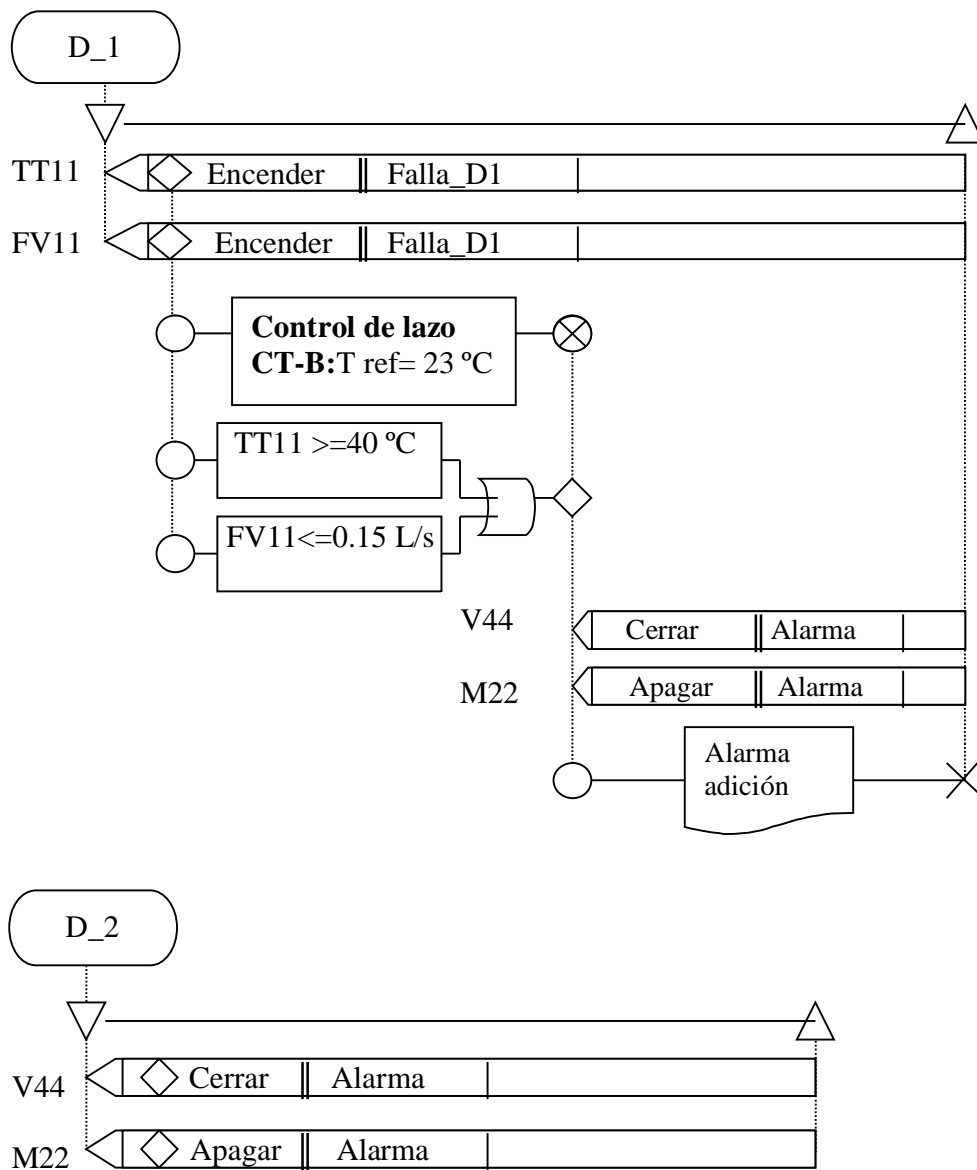 D_1
TT11 Encender Falla_D1
FV11 Encender Falla_D1
Control de lazo
CT-B:T ref= 23 ºC
TT11 >=40 ºC
FV11<=0.15 L/s
V44 Cerrar Alarma
M22 Apagar Alarma
Alarma
adición
D_2
V44 Cerrar Alarma
M22 Apagar Alarma